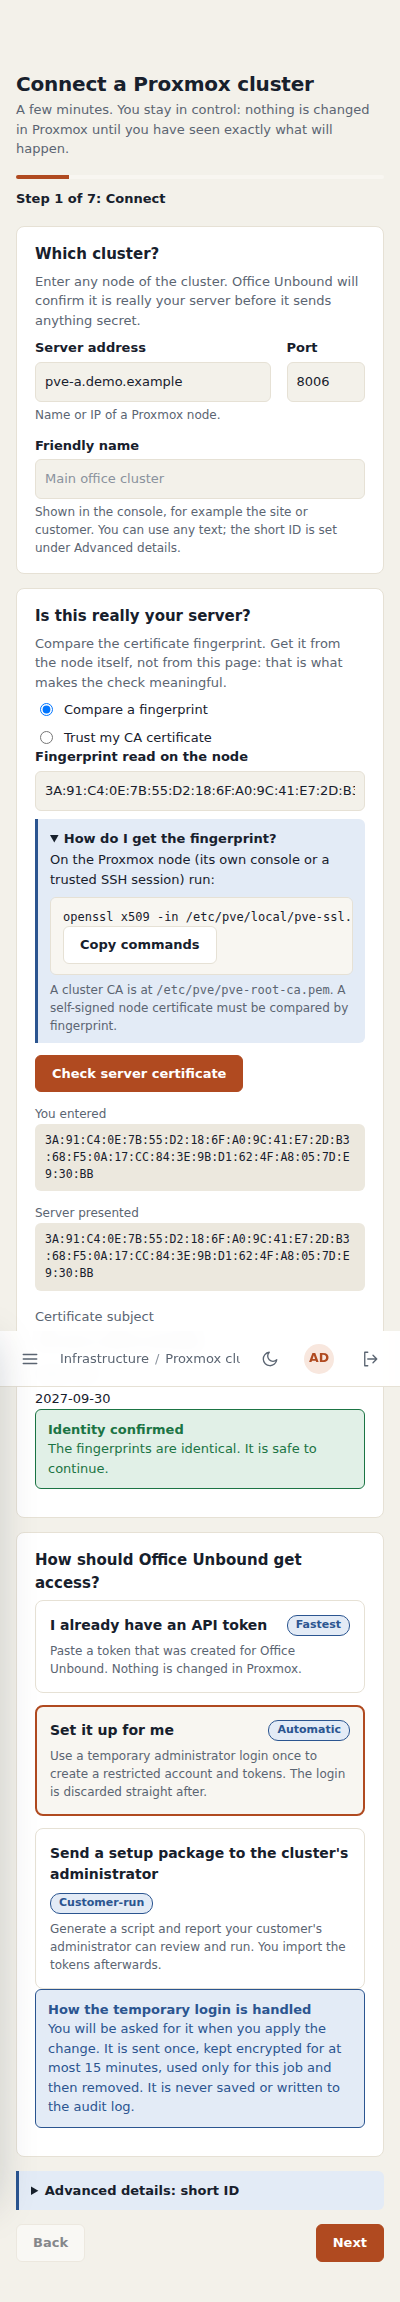 Connect a Proxmox cluster
A few minutes. You stay in control: nothing is changed
in Proxmox until you have seen exactly what will
happen.
Step 1 of 7: Connect
Which cluster?
Enter any node of the cluster. Office Unbound will
confirm it is really your server before it sends
anything secret.
Server address Port
pve-a.demo.example 8006
Name or IP of a Proxmox node.
Friendly name
Main office cluster
Shown in the console, for example the site or
customer. You can use any text; the short ID is set
under Advanced details.
Is this really your server?
Compare the certificate fingerprint. Get it from
the node itself, not from this page: that is what
makes the check meaningful.
Compare a fingerprint
Trust my CA certificate
Fingerprint read on the node
3A:91:C4:0E:7B:55:D2:18:6F:A0:9C:41:E7:2D:B3
How do I get the fingerprint?
On the Proxmox node (its own console or a
trusted SSH session) run:
openssl x509 -in /etc/pve/local/pve-ssl.
Copy commands
A cluster CA is at /etc/pve/pve-root-ca.pem. A
self-signed node certificate must be compared by
fingerprint.
Check server certificate
You entered
3A:91:C4:0E:7B:55:D2:18:6F:A0:9C:41:E7:2D:B3
:68:F5:0A:17:CC:84:3E:9B:D1:62:4F:A8:05:7D:E
9:30:BB
Server presented
3A:91:C4:0E:7B:55:D2:18:6F:A0:9C:41:E7:2D:B3
:68:F5:0A:17:CC:84:3E:9B:D1:62:4F:A8:05:7D:E
9:30:BB
Certificate subject
Infrastructure / Proxmox clu AD
2027-09-30
Identity confirmed
The fingerprints are identical. It is safe to
continue.
How should Office Unbound get
access?
I already have an API token Fastest
Paste a token that was created for Office
Unbound. Nothing is changed in Proxmox.
Set it up for me Automatic
Use a temporary administrator login once to
create a restricted account and tokens. The login
is discarded straight after.
Send a setup package to the cluster's
administrator
Customer-run
Generate a script and report your customer's
administrator can review and run. You import the
tokens afterwards.
How the temporary login is handled
You will be asked for it when you apply the
change. It is sent once, kept encrypted for at
most 15 minutes, used only for this job and
then removed. It is never saved or written to
the audit log.
Advanced details: short ID
Back Next